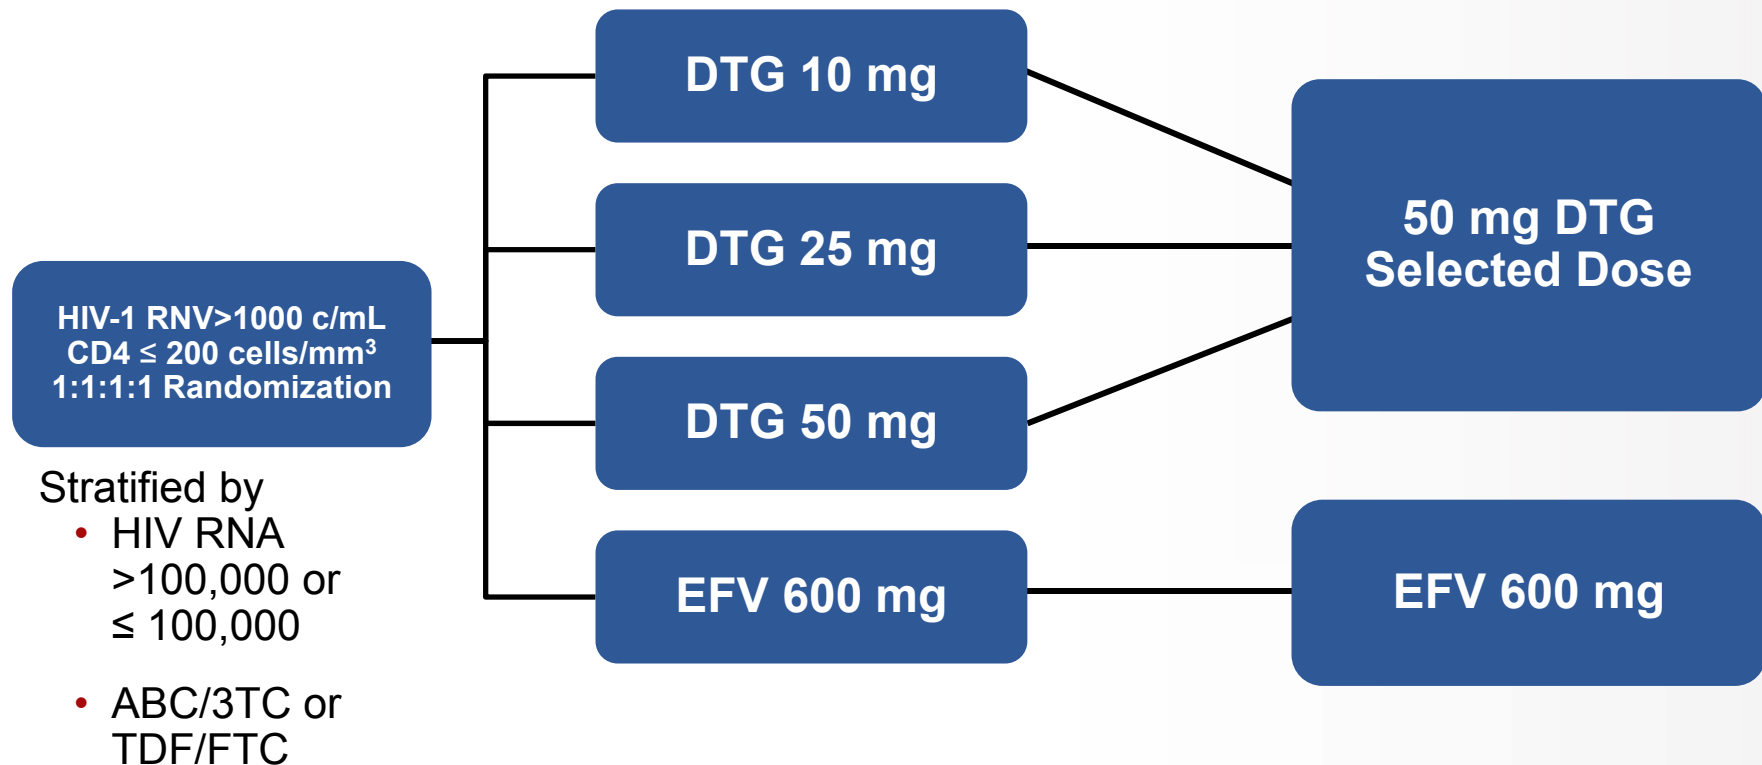 HIV-1 RNV>1000 c/mL
CD4 ≤ 200 cells/mm³
1:1:1:1 Randomization
Stratified by
• HIV RNA
>100,000 or
≤ 100,000
• ABC/3TC or
TDF/FTC
DTG 10 mg
DTG 25 mg
DTG 50 mg
EFV 600 mg
50 mg DTG
Selected Dose
EFV 600 mg